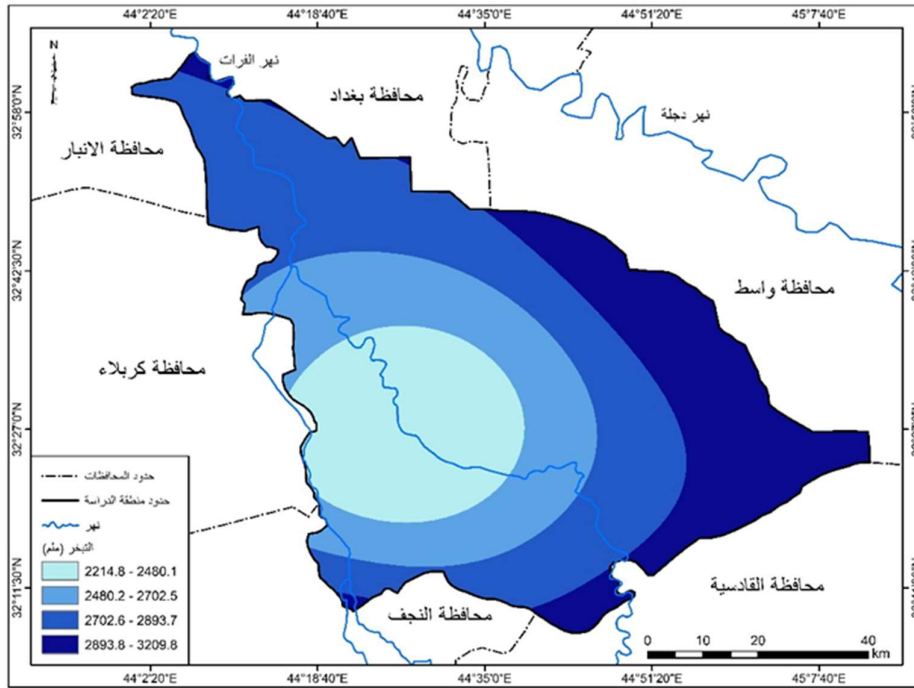 44°2'20"E 44°18'40"E 44°35'0"E 44°51'20"E 45°7'40"E
N
نهر الفرات
محافظة بغداد
نهر دجلة
محافظة الانبار
محافظة واسط
محافظة كربلاء
محافظة القادسية
محافظة النجف
32°58'0"N
32°42'30"N
32°27'0"N
32°11'30"N
حدود المحافظات
حدود منطقة الدراسة
نهر
التبخر (ملم)
2214.8 - 2480.1
2480.2 - 2702.5
2702.6 - 2893.7
2893.8 - 3209.8
0 10 20 40
km
44°2'20"E 44°18'40"E 44°35'0"E 44°51'20"E 45°7'40"E